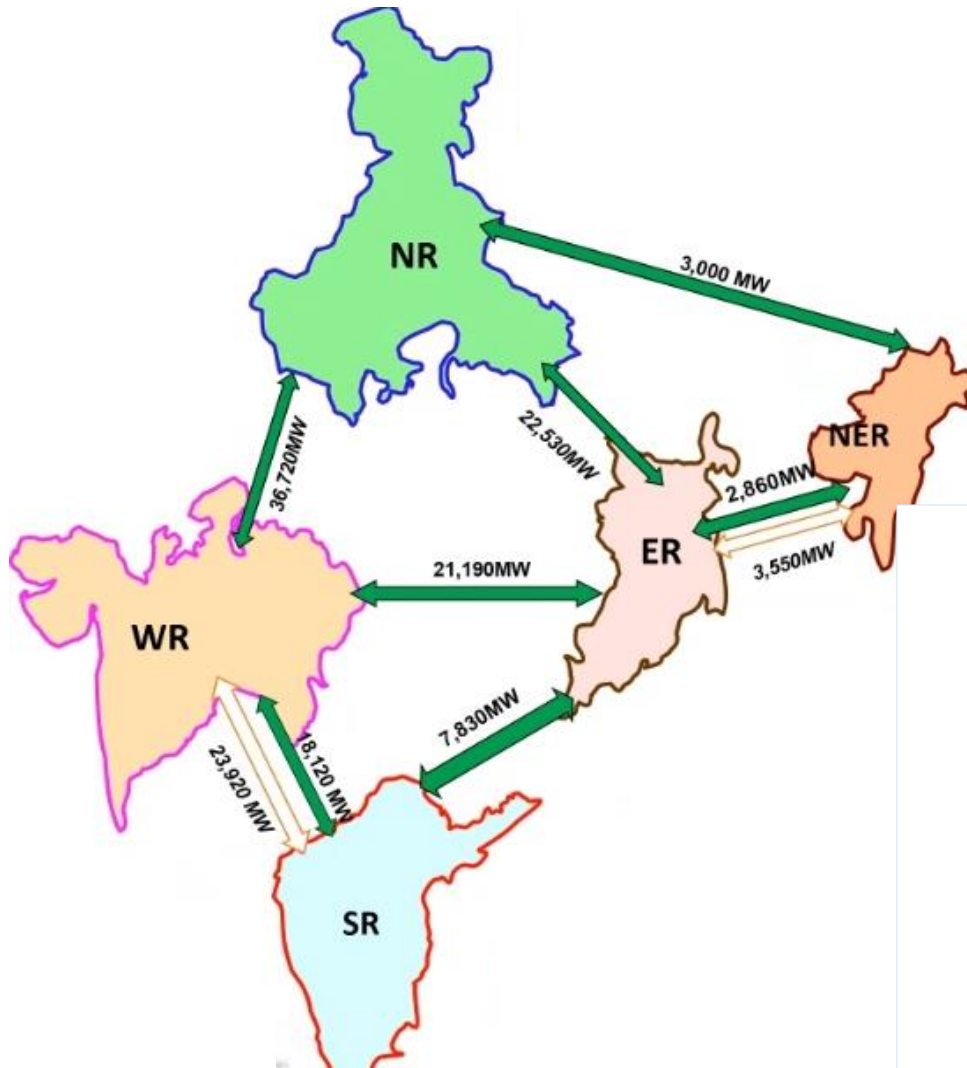 NR
3,000 MW
22,530MW
36,720MW
NER
2,860MW
3,550MW
ER
21,190MW
WR
7,830MW
18,120 MW
23,920 MW
SR